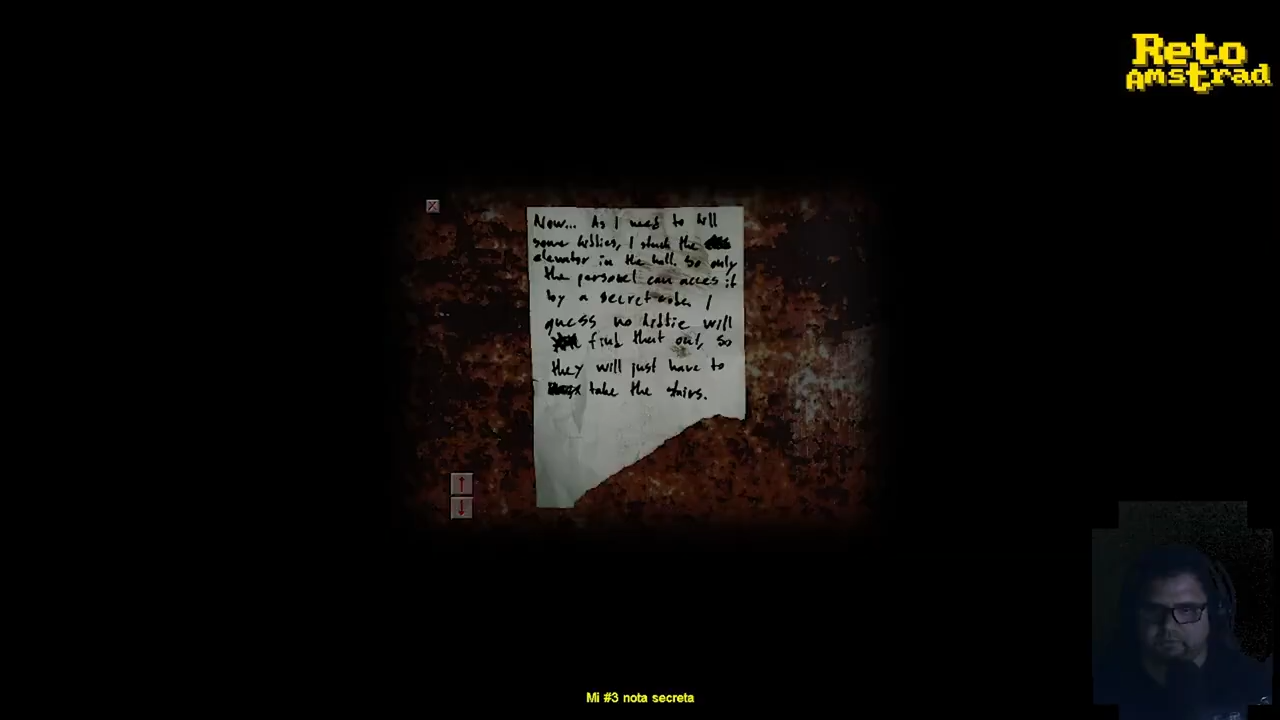 Reto
Amstrad
X
Now... As I need to kill
some kiddies, I stuck the
elevator in the hall. So only
the personel can acces it
by a secret code. I
guess no kiddie will
find that out, so
they will just have to
take the stairs.
↑
↓
Mi #3 nota secreta